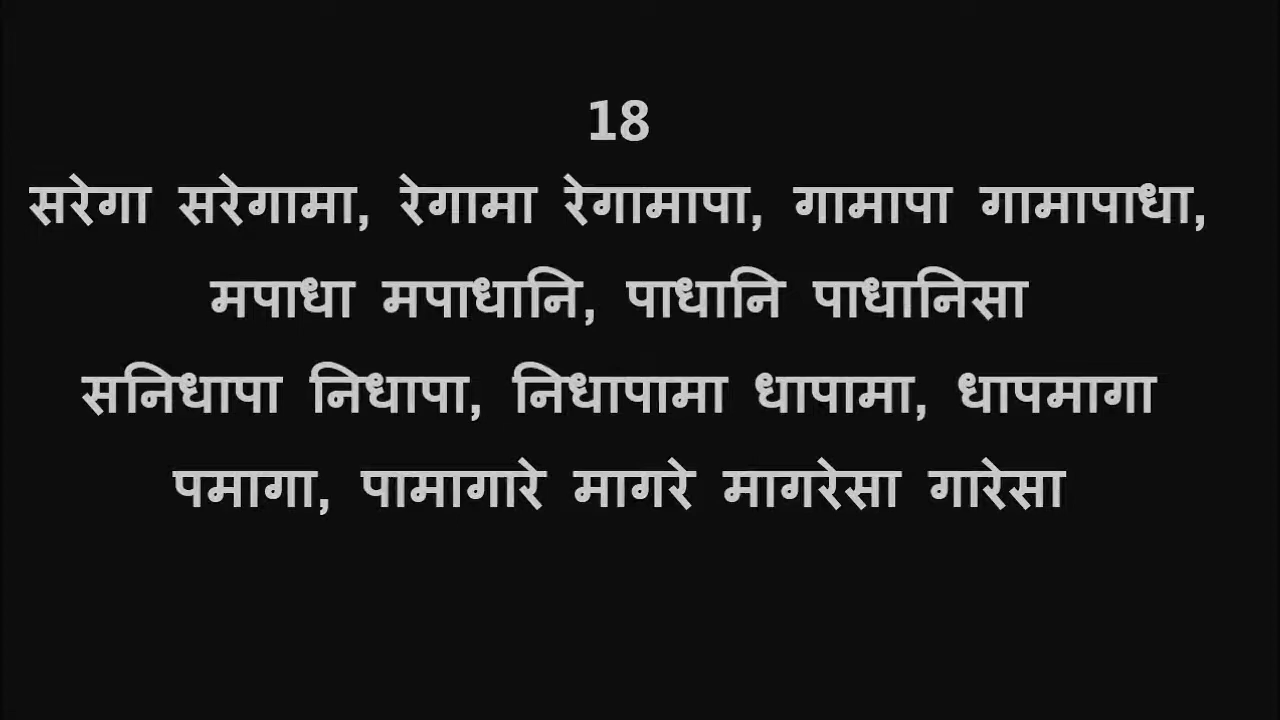 18
सरेगा सरेगामा, रेगामा रेगामापा, गामापा गामापाधा,
मपाधा मपाधानि, पाधानि पाधानिसा
सनिधापा निधापा, निधापामा धापामा, धापमागा
पमागा, पामागारे मागरे मागरेसा गारेसा